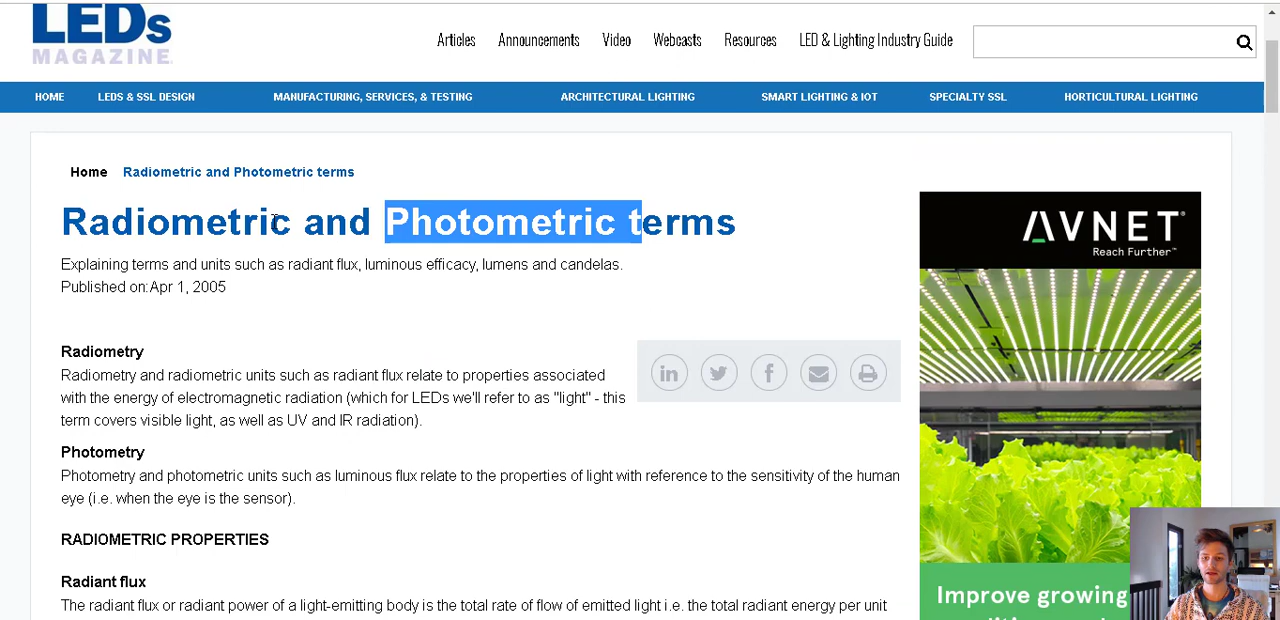 LEDs
MAGAZINE
Articles Announcements Video Webcasts Resources LED & Lighting Industry Guide
HOME LEDS & SSL DESIGN MANUFACTURING, SERVICES, & TESTING ARCHITECTURAL LIGHTING SMART LIGHTING & IOT SPECIALTY SSL HORTICULTURAL LIGHTING
Home Radiometric and Photometric terms
Radiometric and Photometric terms
Explaining terms and units such as radiant flux, luminous efficacy, lumens and candelas.
Published on:Apr 1, 2005
Radiometry
Radiometry and radiometric units such as radiant flux relate to properties associated
with the energy of electromagnetic radiation (which for LEDs we'll refer to as "light" - this
term covers visible light, as well as UV and IR radiation).
Photometry
Photometry and photometric units such as luminous flux relate to the properties of light with reference to the sensitivity of the human
eye (i.e. when the eye is the sensor).
RADIOMETRIC PROPERTIES
Radiant flux
The radiant flux or radiant power of a light-emitting body is the total rate of flow of emitted light i.e. the total radiant energy per unit
AVNET®
Reach Further™
Improve growing